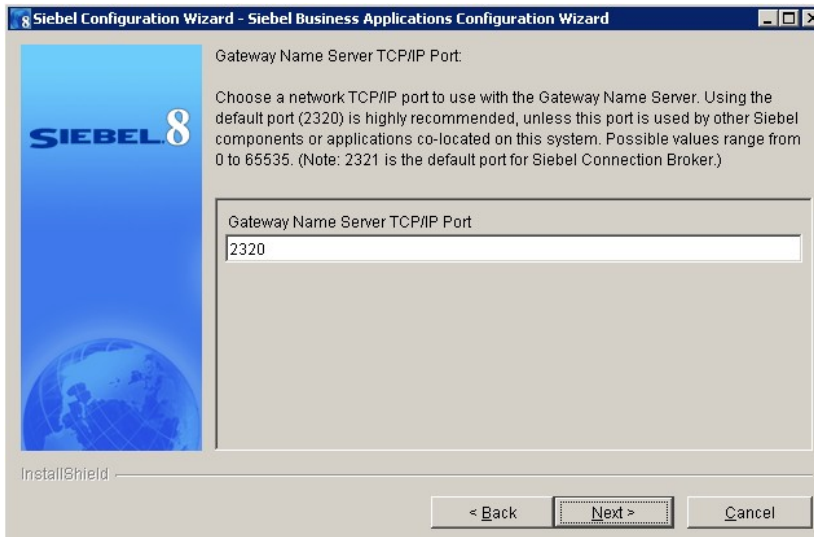 8 Siebel Configuration Wizard - Siebel Business Applications Configuration Wizard
Gateway Name Server TCP/IP Port:
Choose a network TCP/IP port to use with the Gateway Name Server. Using the
default port (2320) is highly recommended, unless this port is used by other Siebel
components or applications co-located on this system. Possible values range from
0 to 65535. (Note: 2321 is the default port for Siebel Connection Broker.)
SIEBEL.8
Gateway Name Server TCP/IP Port
2320
InstallShield
< Back Next > Cancel